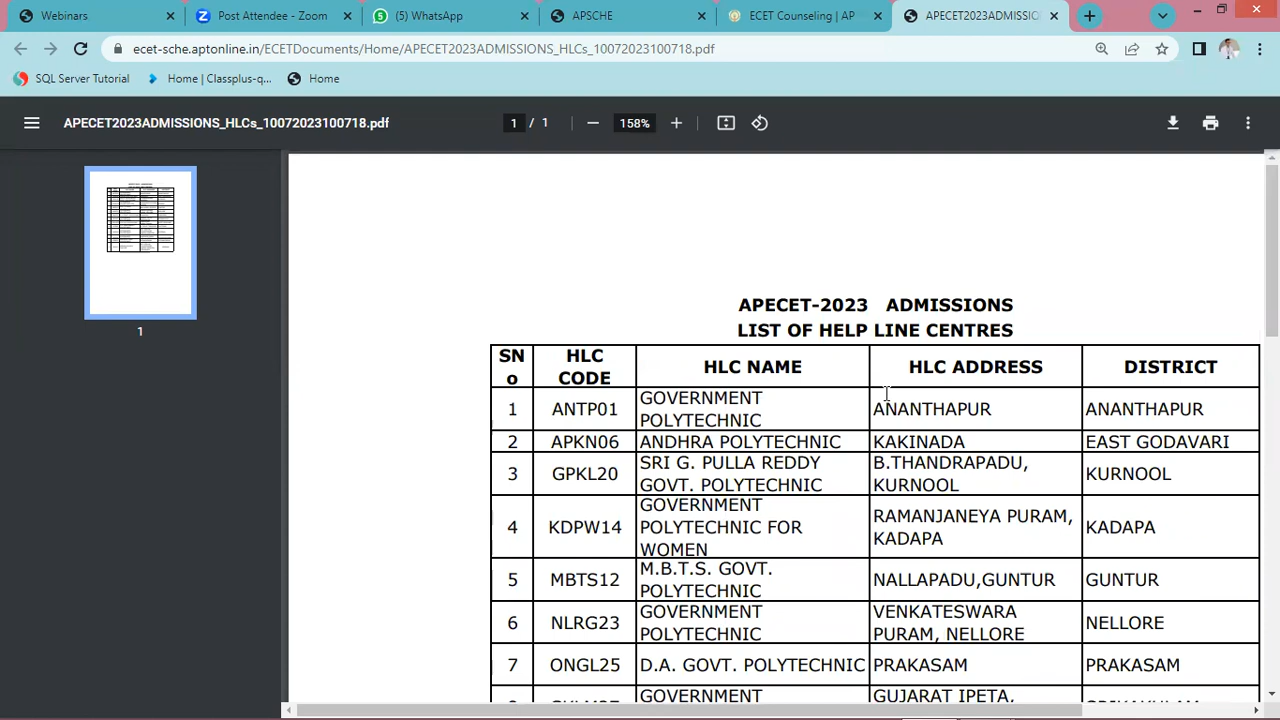 Webinars
Post Attendee - Zoom
(5) WhatsApp
APSCHE
ECET Counseling | AP
APECET2023ADMISSIO
ecet-sche.aptonline.in/ECETDocuments/Home/APECET2023ADMISSIONS_HLCs_10072023100718.pdf
SQL Server Tutorial
Home | Classplus-q...
Home
APECET2023ADMISSIONS_HLCs_10072023100718.pdf
1 / 1
158%
1
APECET-2023 ADMISSIONS
LIST OF HELP LINE CENTRES
SN HLC
HLC NAME HLC ADDRESS DISTRICT
o CODE
GOVERNMENT
1 ANTP01 ANANTHAPUR ANANTHAPUR
POLYTECHNIC
2 APKN06 ANDHRA POLYTECHNIC KAKINADA EAST GODAVARI
SRI G. PULLA REDDY B.THANDRAPADU,
3 GPKL20 KURNOOL
GOVT. POLYTECHNIC KURNOOL
GOVERNMENT
RAMANJANEYA PURAM,
4 KDPW14 POLYTECHNIC FOR KADAPA
KADAPA
WOMEN
M.B.T.S. GOVT.
5 MBTS12 NALLAPADU,GUNTUR GUNTUR
POLYTECHNIC
GOVERNMENT VENKATESWARA
6 NLRG23 NELLORE
POLYTECHNIC PURAM, NELLORE
7 ONGL25 D.A. GOVT. POLYTECHNIC PRAKASAM PRAKASAM
GOVERNMENT GUJARAT IPETA,